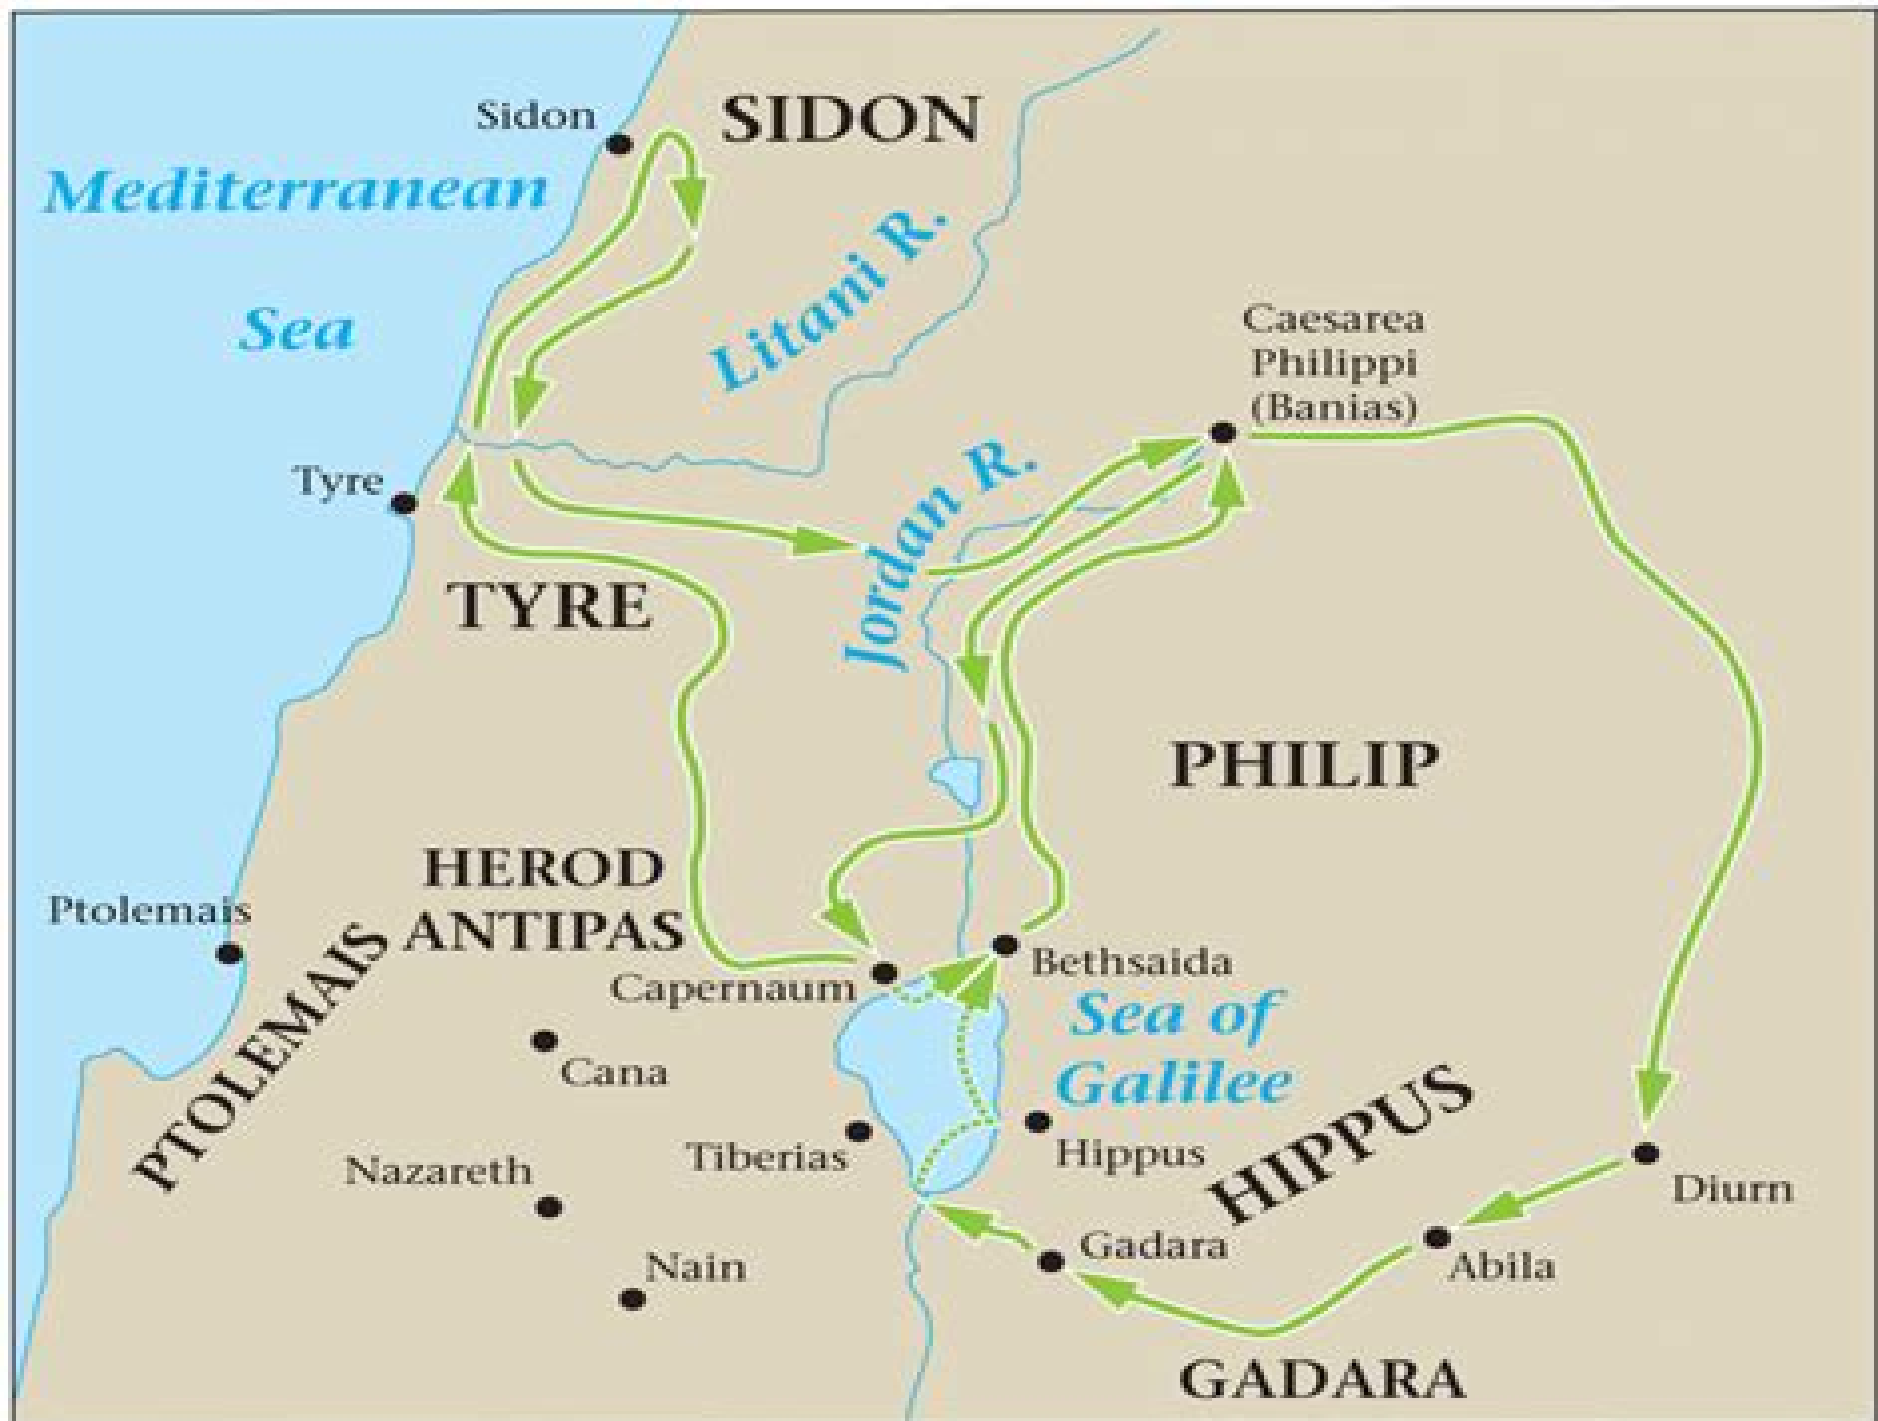 Sidon
SIDON
Mediterranean
Sea
Litani R.
Caesarea
Philippi
(Banias)
Tyre
Jordan R.
TYRE
PHILIP
HEROD
ANTIPAS
Ptolemais
PTOLEMAIS
Capernaum
Bethsaida
Sea of
Galilee
Cana
HIPPUS
Tiberias
Hippus
Nazareth
Diurn
Gadara
Nain
Abila
GADARA